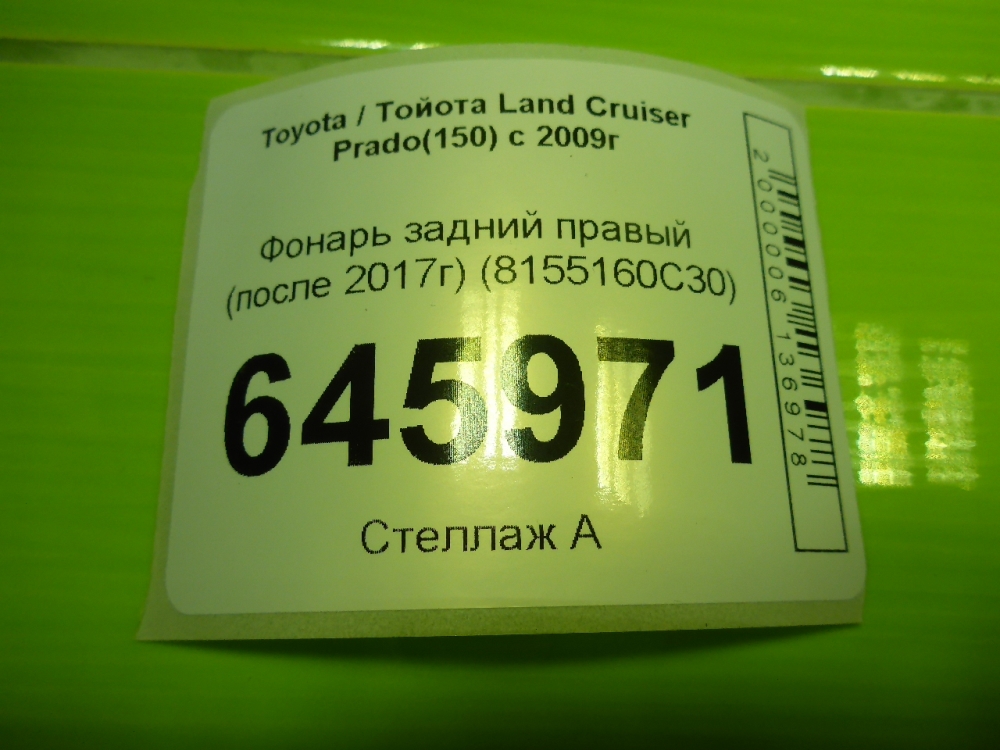 Toyota / Тойота Land Cruiser
Prado(150) с 2009г
Фонарь задний правый
(после 2017г) (8155160C30)
645971
Стеллаж А
2000006136978